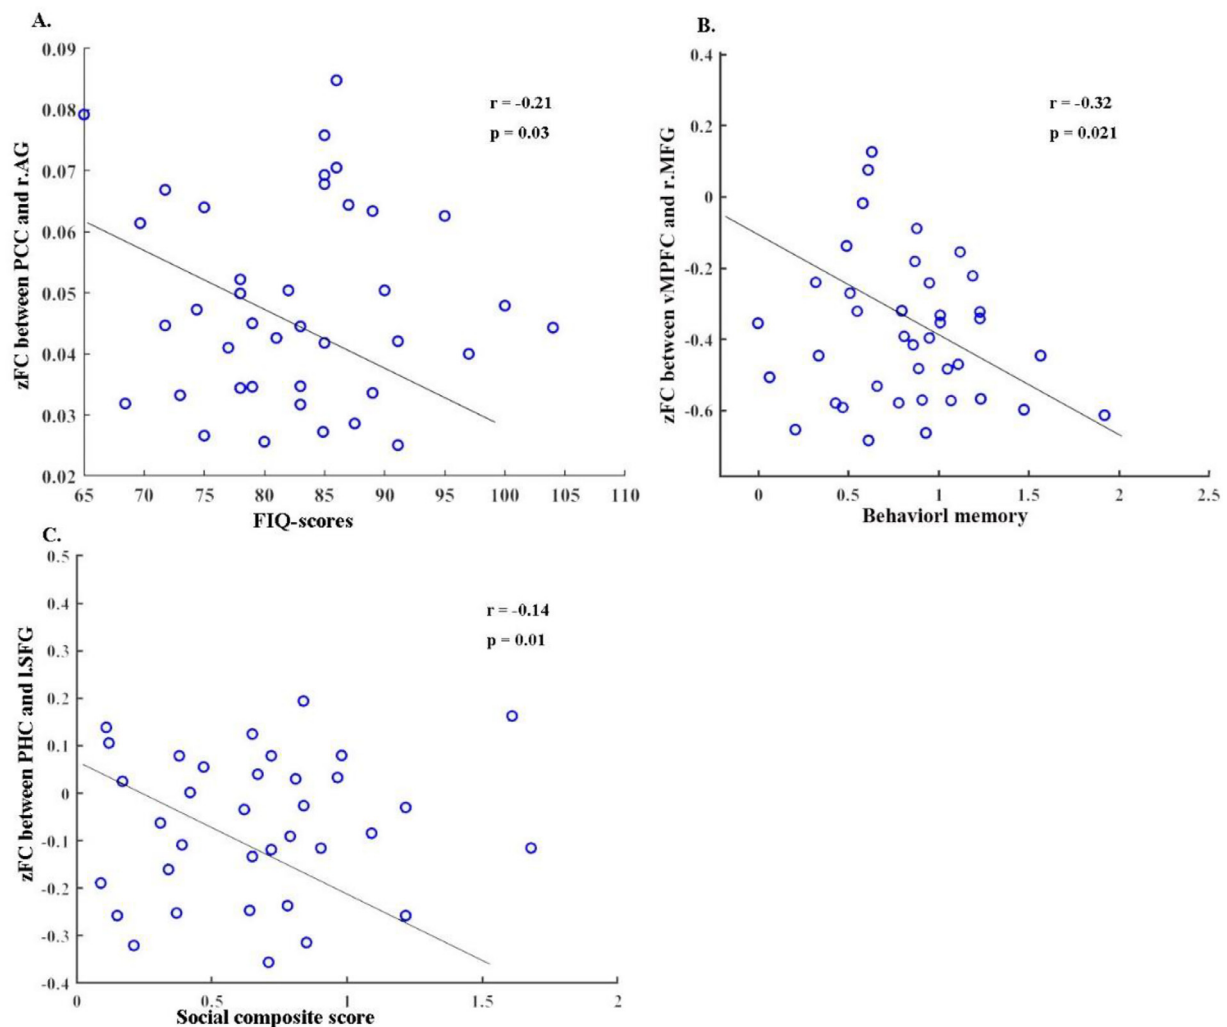 A.
0.09
0.08
0.07
0.06
0.05
0.04
0.03
0.02
zFC between PCC and r.AG
r = -0.21
p = 0.03
65 70 75 80 85 90 95 100 105 110
FIQ-scores
B.
0.4
0.2
0
-0.2
-0.4
-0.6
zFC between vMPFC and r.MFG
r = -0.32
p = 0.021
0 0.5 1 1.5 2 2.5
Behaviorl memory
C.
0.5
0.4
0.3
0.2
0.1
0
-0.1
-0.2
-0.3
-0.4
zFC between PHC and l.SFG
r = -0.14
p = 0.01
0 0.5 1 1.5 2
Social composite score